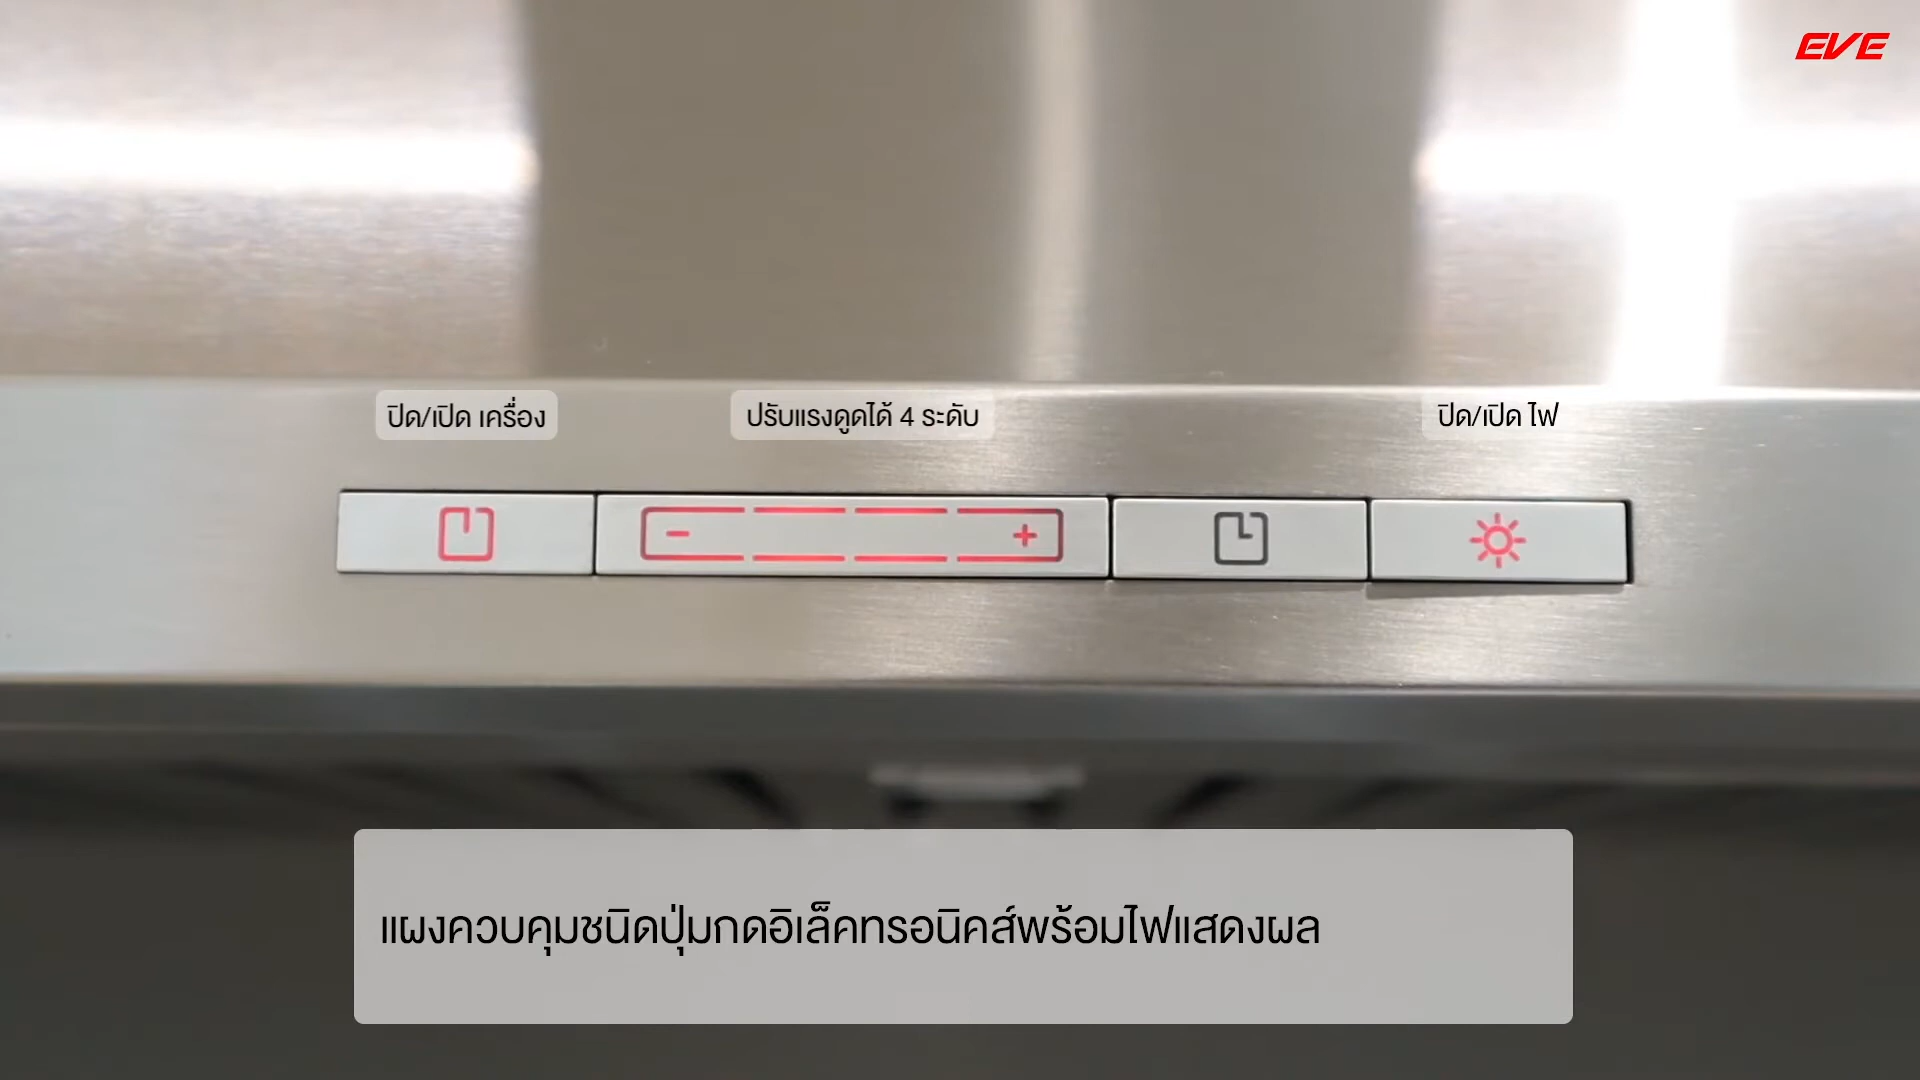 EVE
ปิด/เปิด เครื่อง
ปรับแรงดูดได้ 4 ระดับ
ปิด/เปิด ไฟ
- +
แผงควบคุมชนิดปุ่มกดอิเล็คทรอนิคส์พร้อมไฟแสดงผล